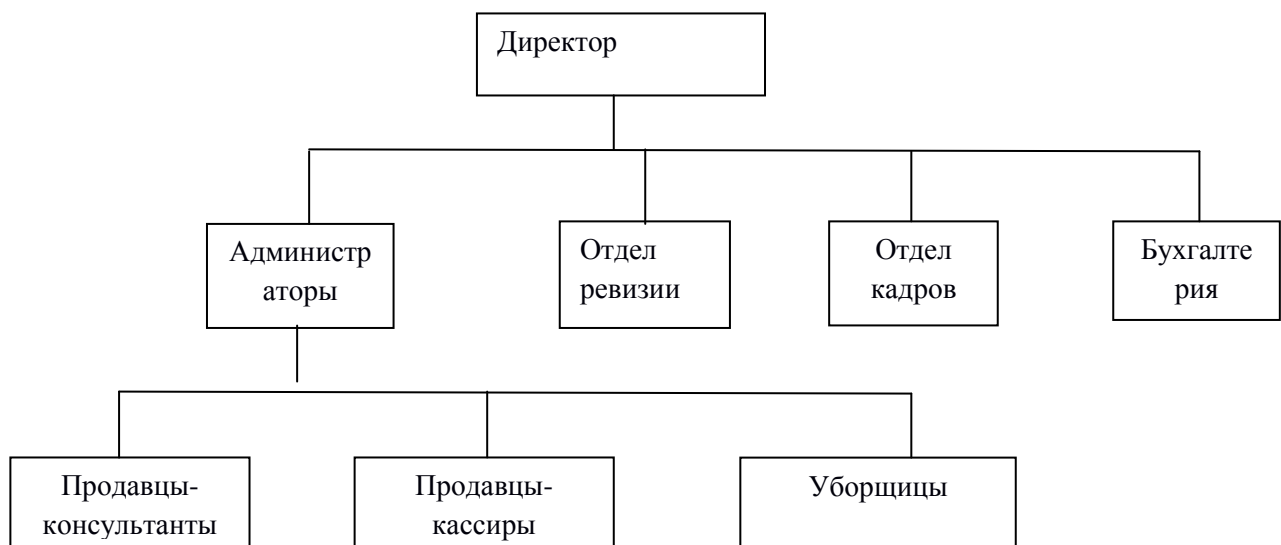 Директор
Администр
аторы
Отдел
ревизии
Отдел
кадров
Бухгалте
рия
Продавцы-
консультанты
Продавцы-
кассиры
Уборщицы